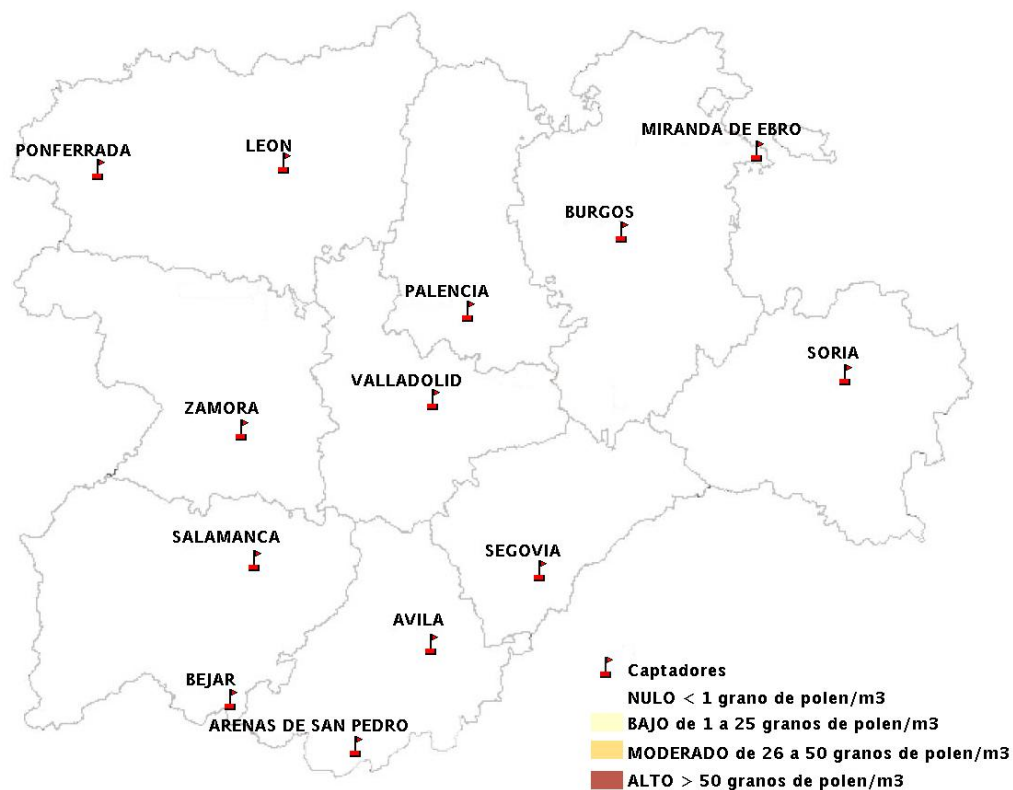 MIRANDA DE EBRO
PONFERRADA
LEON
BURGOS
PALENCIA
SORIA
VALLADOLID
ZAMORA
SALAMANCA
SEGOVIA
AVILA
BEJAR
ARENAS DE SAN PEDRO
Captadores
NULO < 1 grano de polen/m3
BAJO de 1 a 25 granos de polen/m3
MODERADO de 26 a 50 granos de polen/m3
ALTO > 50 granos de polen/m3